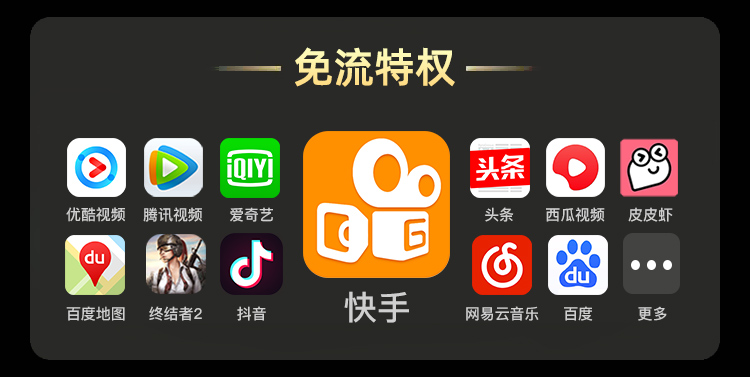 免流特权
iQIYI
头条
优酷视频 腾讯视频 爱奇艺 头条 西瓜视频 皮皮虾
CG
快手
du
du
百度地图 终结者2 抖音 网易云音乐 百度 更多